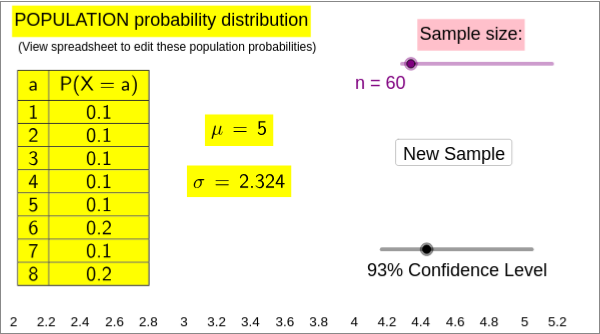 POPULATION probability distribution
(View spreadsheet to edit these population probabilities)
a P(X = a)
1 0.1
2 0.1
3 0.1
4 0.1
5 0.1
6 0.2
7 0.1
8 0.2
μ = 5
σ = 2.324
Sample size:
n = 60
New Sample
93% Confidence Level
2 2.2 2.4 2.6 2.8 3 3.2 3.4 3.6 3.8 4 4.2 4.4 4.6 4.8 5 5.2